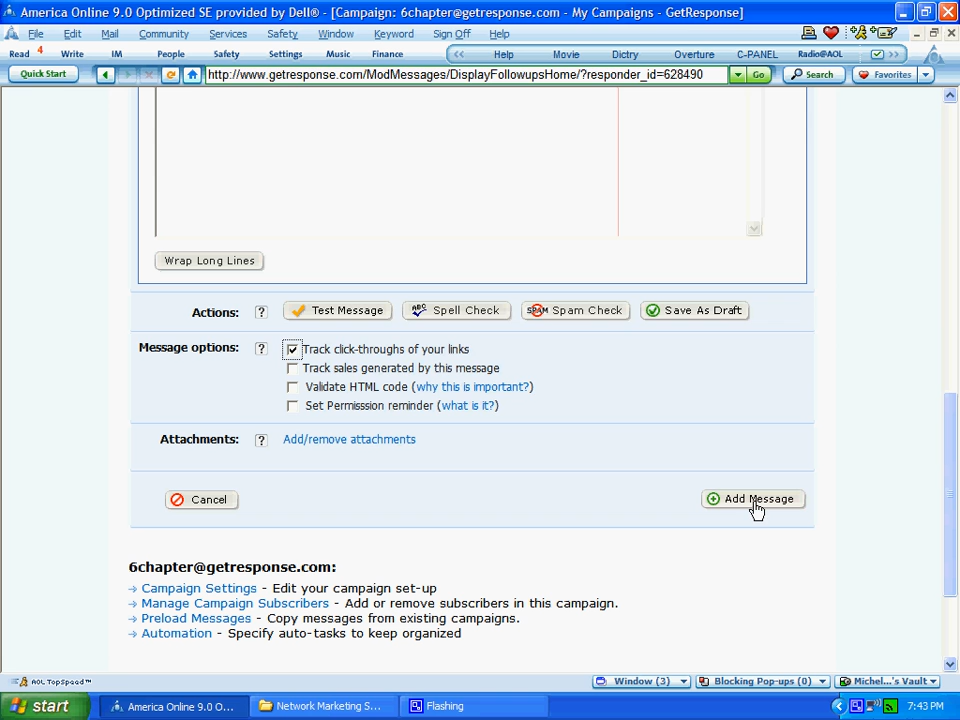 America Online 9.0 Optimized SE provided by Dell® - [Campaign: 6chapter@getresponse.com - My Campaigns - GetResponse]
File Edit Mail Community Services Safety Window Keyword Sign Off Help
Read 4 Write IM People Safety Settings Music Finance << Help Movie Dictry Overture C-PANEL Radio@AOL >>
Quick Start http://www.getresponse.com/ModMessages/DisplayFollowupsHome/?responder_id=628490 Go Search Favorites
Wrap Long Lines
Actions: ? Test Message ABC Spell Check SPAM Spam Check Save As Draft
Message options: ? Track click-throughs of your links
Track sales generated by this message
Validate HTML code (why this is important?)
Set Permisssion reminder (what is it?)
Attachments: ? Add/remove attachments
Cancel Add Message
6chapter@getresponse.com:
Campaign Settings - Edit your campaign set-up
Manage Campaign Subscribers - Add or remove subscribers in this campaign.
Preload Messages - Copy messages from existing campaigns.
Automation - Specify auto-tasks to keep organized
AOL TopSpeed™ Window (3) Blocking Pop-ups (0) Michel...'s Vault
start America Online 9.0 O... Network Marketing S... Flashing 7:43 PM